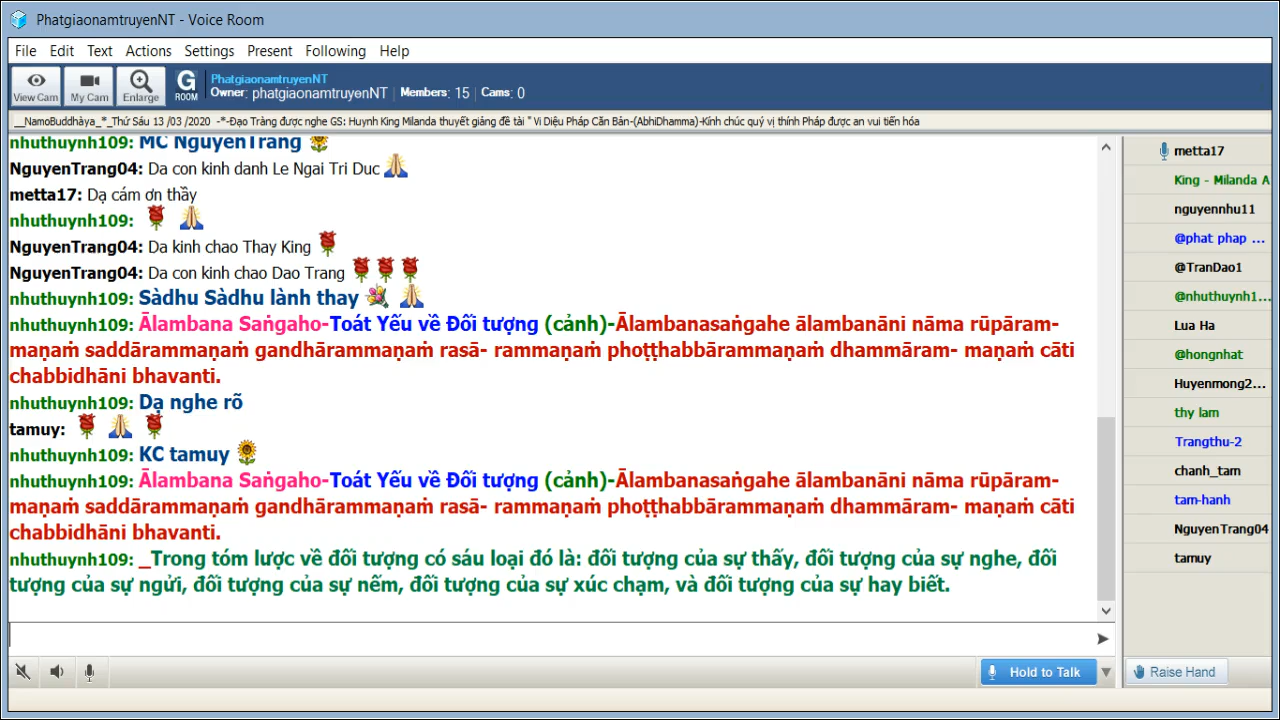 PhatgiaonamtruyenNT - Voice Room
File Edit Text Actions Settings Present Following Help
View Cam My Cam Enlarge G ROOM PhatgiaonamtruyenNT
Owner: phatgiaonamtruyenNT Members: 15 Cams: 0
__NamoBuddhàya_*_Thứ Sáu 13 /03 /2020 -*-Đạo Tràng được nghe GS: Huynh King Milanda thuyết giảng đề tài " Vi Diệu Pháp Căn Bản-(AbhiDhamma)-Kính chúc quý vị thính Pháp được an vui tiến hóa
nhuthuynh109: MC NguyenTrang
NguyenTrang04: Da con kinh danh Le Ngai Tri Duc
metta17: Dạ cám ơn thầy
nhuthuynh109:
NguyenTrang04: Da kinh chao Thay King
NguyenTrang04: Da con kinh chao Dao Trang
nhuthuynh109: Sàdhu Sàdhu lành thay
nhuthuynh109: Ālambana Saṅgaho-Toát Yếu về Đối tượng (cảnh)-Ālambanasaṅgahe ālambanāni nāma rūpāram-
maṇaṁ saddārammaṇaṁ gandhārammaṇaṁ rasā- rammaṇaṁ phoṭṭhabbārammaṇaṁ dhammāram- maṇaṁ cāti
chabbidhāni bhavanti.
nhuthuynh109: Dạ nghe rõ
tamuy:
nhuthuynh109: KC tamuy
nhuthuynh109: Ālambana Saṅgaho-Toát Yếu về Đối tượng (cảnh)-Ālambanasaṅgahe ālambanāni nāma rūpāram-
maṇaṁ saddārammaṇaṁ gandhārammaṇaṁ rasā- rammaṇaṁ phoṭṭhabbārammaṇaṁ dhammāram- maṇaṁ cāti
chabbidhāni bhavanti.
nhuthuynh109: _Trong tóm lược về đối tượng có sáu loại đó là: đối tượng của sự thấy, đối tượng của sự nghe, đối
tượng của sự ngửi, đối tượng của sự nếm, đối tượng của sự xúc chạm, và đối tượng của sự hay biết.
Hold to Talk
metta17
King - Milanda A
nguyennhu11
@phat phap ...
@TranDao1
@nhuthuynh1...
Lua Ha
@hongnhat
Huyenmong2...
thy lam
Trangthu-2
chanh_tam
tam-hanh
NguyenTrang04
tamuy
Raise Hand